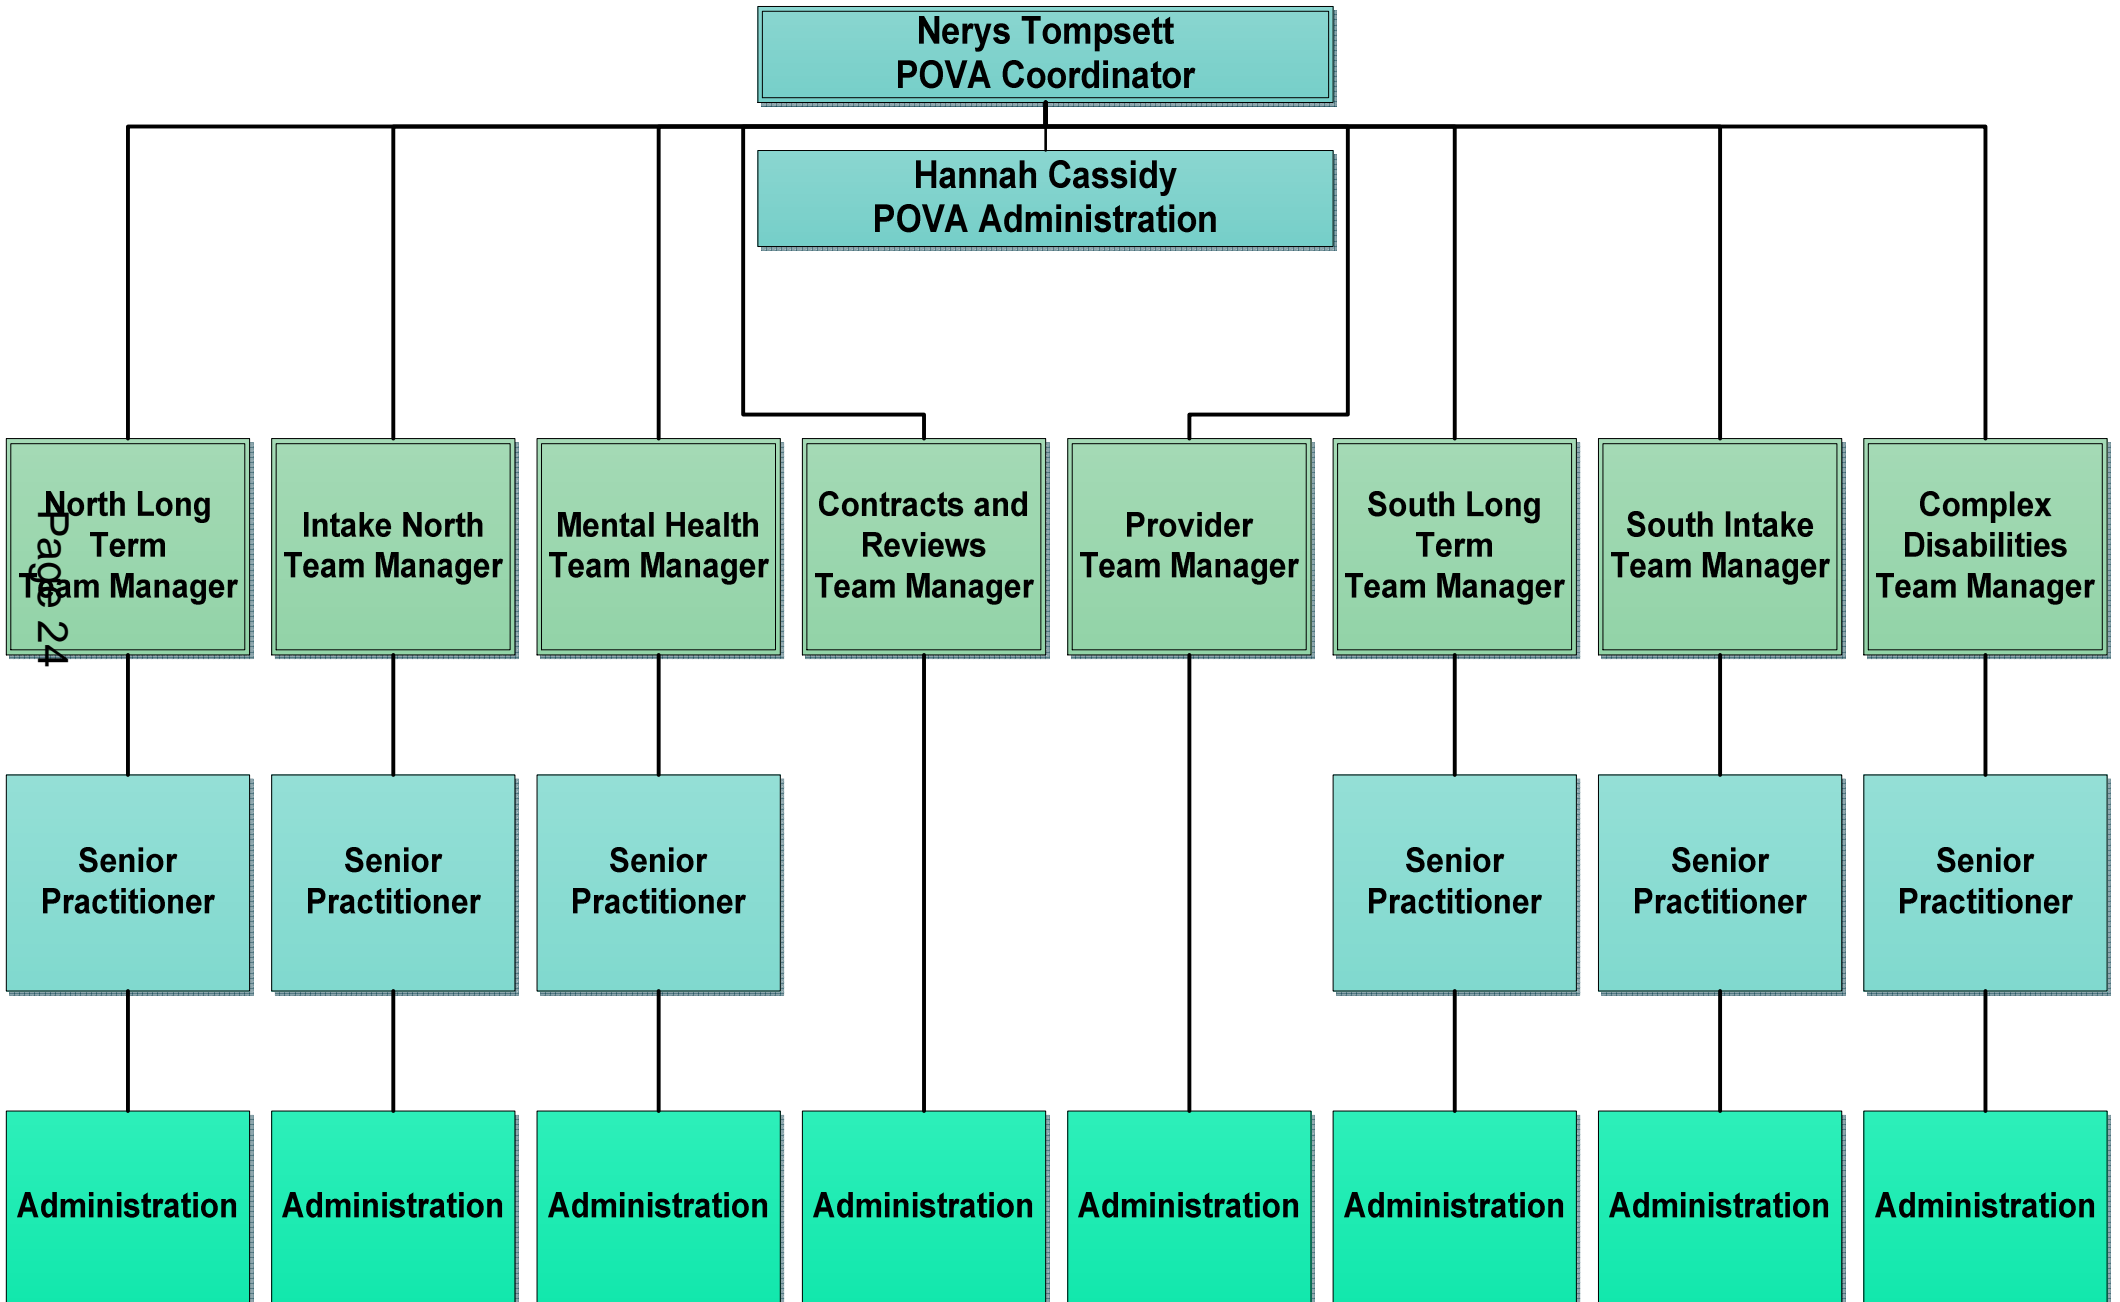 Nerys Tompsett
POVA Coordinator
Hannah Cassidy
POVA Administration
North Long
Term
Team Manager
Intake North
Team Manager
Mental Health
Team Manager
Contracts and
Reviews
Team Manager
Provider
Team Manager
South Long
Term
Team Manager
South Intake
Team Manager
Complex
Disabilities
Team Manager
Page 24
Senior
Practitioner
Senior
Practitioner
Senior
Practitioner
Senior
Practitioner
Senior
Practitioner
Senior
Practitioner
Administration
Administration
Administration
Administration
Administration
Administration
Administration
Administration